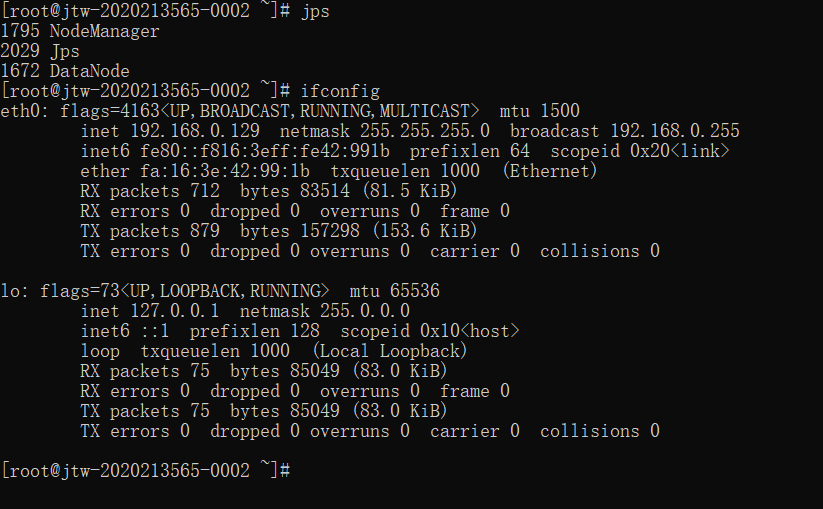 [root@jtw-2020213565-0002 ~]# jps
1795 NodeManager
2029 Jps
1672 DataNode
[root@jtw-2020213565-0002 ~]# ifconfig
eth0: flags=4163<UP,BROADCAST,RUNNING,MULTICAST>  mtu 1500
        inet 192.168.0.129  netmask 255.255.255.0  broadcast 192.168.0.255
        inet6 fe80::f816:3eff:fe42:991b  prefixlen 64  scopeid 0x20<link>
        ether fa:16:3e:42:99:1b  txqueuelen 1000  (Ethernet)
        RX packets 712  bytes 83514 (81.5 KiB)
        RX errors 0  dropped 0  overruns 0  frame 0
        TX packets 879  bytes 157298 (153.6 KiB)
        TX errors 0  dropped 0 overruns 0  carrier 0  collisions 0

lo: flags=73<UP,LOOPBACK,RUNNING>  mtu 65536
        inet 127.0.0.1  netmask 255.0.0.0
        inet6 ::1  prefixlen 128  scopeid 0x10<host>
        loop  txqueuelen 1000  (Local Loopback)
        RX packets 75  bytes 85049 (83.0 KiB)
        RX errors 0  dropped 0  overruns 0  frame 0
        TX packets 75  bytes 85049 (83.0 KiB)
        TX errors 0  dropped 0 overruns 0  carrier 0  collisions 0

[root@jtw-2020213565-0002 ~]#